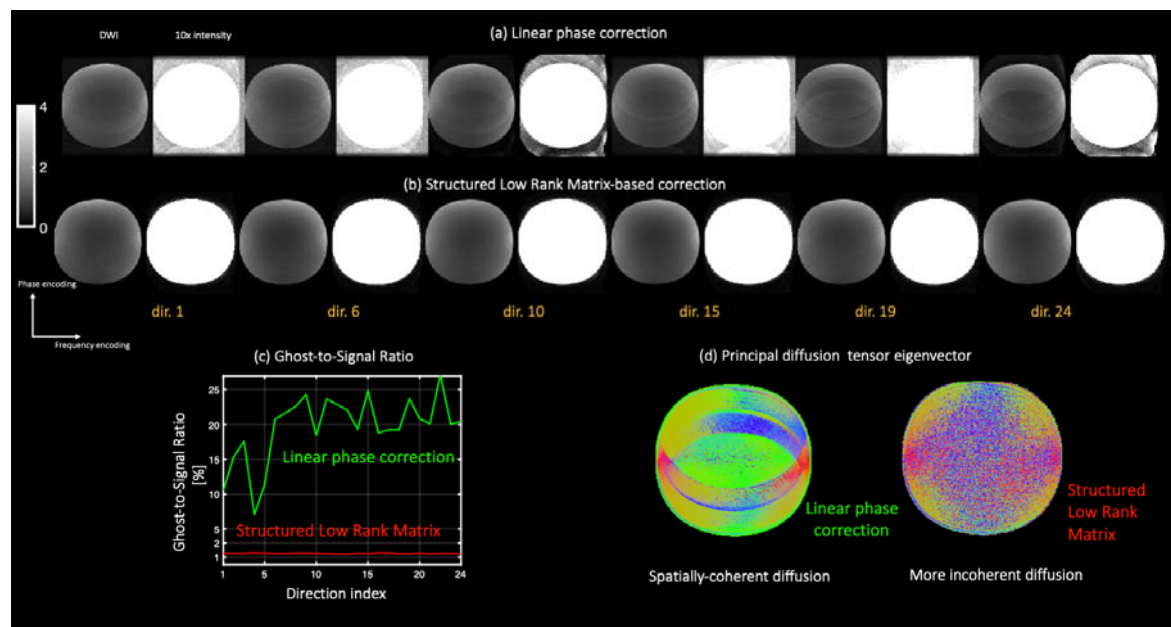 (a) Linear phase correction
DWI
10x intensity
4
2
0
(b) Structured Low Rank Matrix-based correction
Phase encoding
Frequency encoding
dir. 1
dir. 6
dir. 10
dir. 15
dir. 19
dir. 24
(c) Ghost-to-Signal Ratio
Ghost-to-Signal Ratio
[%]
25
20
15
10
5
2
1
Linear phase correction
Structured Low Rank Matrix
1
5
10
15
20
24
Direction index
(d) Principal diffusion tensor eigenvector
Linear phase
correction
Structured
Low Rank
Matrix
Spatially-coherent diffusion
More incoherent diffusion